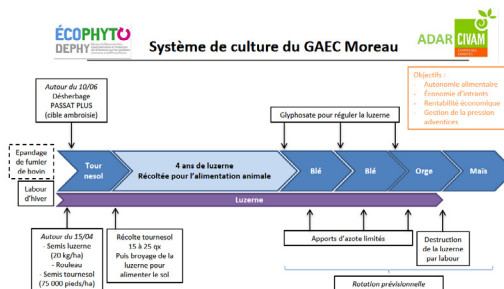 ÉCOPHYTO
DEPHY
Système de culture du GAEC Moreau
ADAR CIVAM
Objectifs :
- Autonomie alimentaire
- Économie d'intrants
- Rentabilité économique
- Gestion de la pression
adventices
Autour du 10/06
Désherbage
PASSAT PLUS
(cible ambroisie)
Glyphosate pour réguler la luzerne
Epandage
de fumier
de bovin
Labour
d'hiver
Tour
nesol
4 ans de luzerne
Récoltée pour l'alimentation animale
Blé
Blé
Orge
Maïs
Luzerne
Autour du 15/04
- Semis luzerne
(20 kg/ha)
- Rouleau
- Semis tournesol
(75 000 pieds/ha)
Récolte tournesol
15 à 25 qx
Puis broyage de la
luzerne pour
alimenter le sol
Apports d'azote limités
Destruction
de la luzerne
par labour
Rotation prévisionnelle